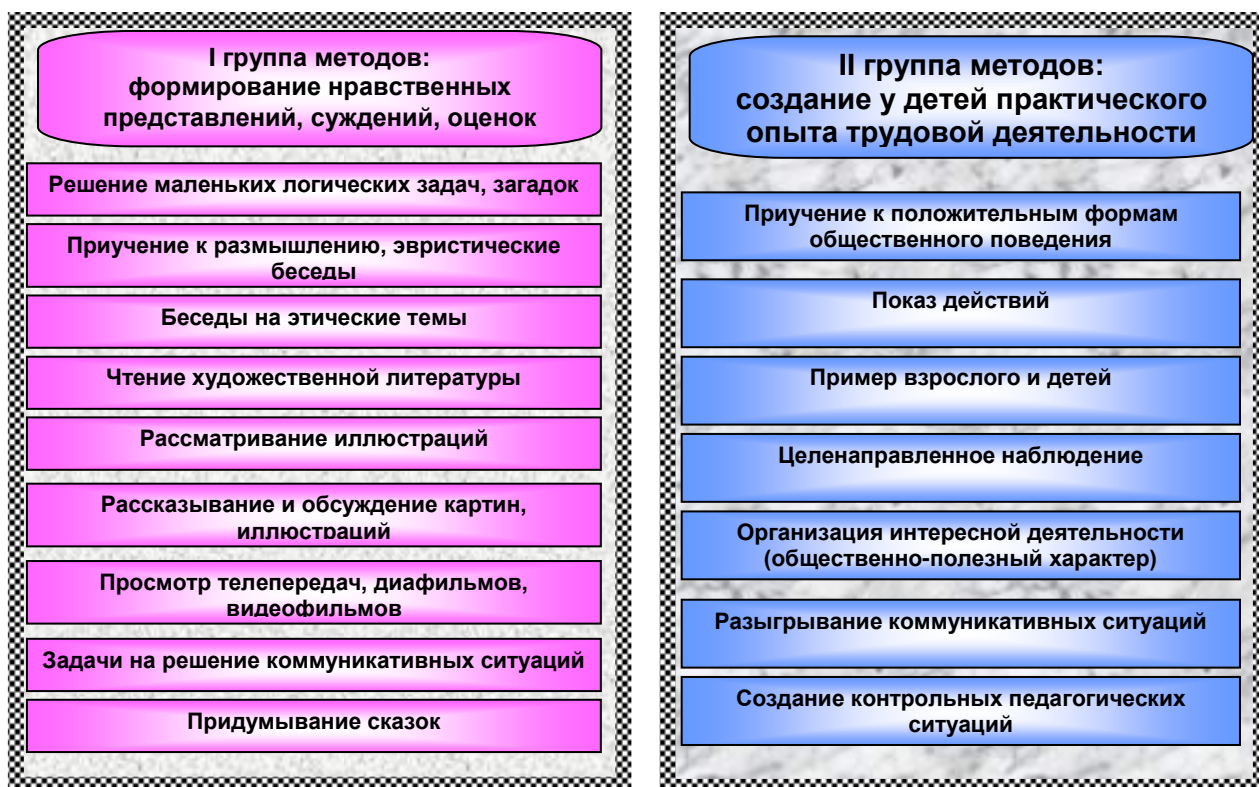 I группа методов:
формирование нравственных
представлений, суждений, оценок
Решение маленьких логических задач, загадок
Приучение к размышлению, эвристические
беседы
Беседы на этические темы
Чтение художественной литературы
Рассматривание иллюстраций
Рассказывание и обсуждение картин,
иллюстраций
Просмотр телепередач, диафильмов,
видеофильмов
Задачи на решение коммуникативных ситуаций
Придумывание сказок
II группа методов:
создание у детей практического
опыта трудовой деятельности
Приучение к положительным формам
общественного поведения
Показ действий
Пример взрослого и детей
Целенаправленное наблюдение
Организация интересной деятельности
(общественно-полезный характер)
Разыгрывание коммуникативных ситуаций
Создание контрольных педагогических
ситуаций